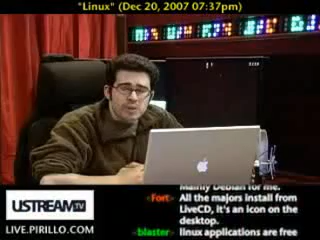 "Linux" (Dec 20, 2007 07:37pm)
Mainly Debian for me.
<Fort> All the majors install from
LiveCD, it's an icon on the
desktop.
<blaster> linux applications are free
USTREAM TV
LIVE.PIRILLO.COM